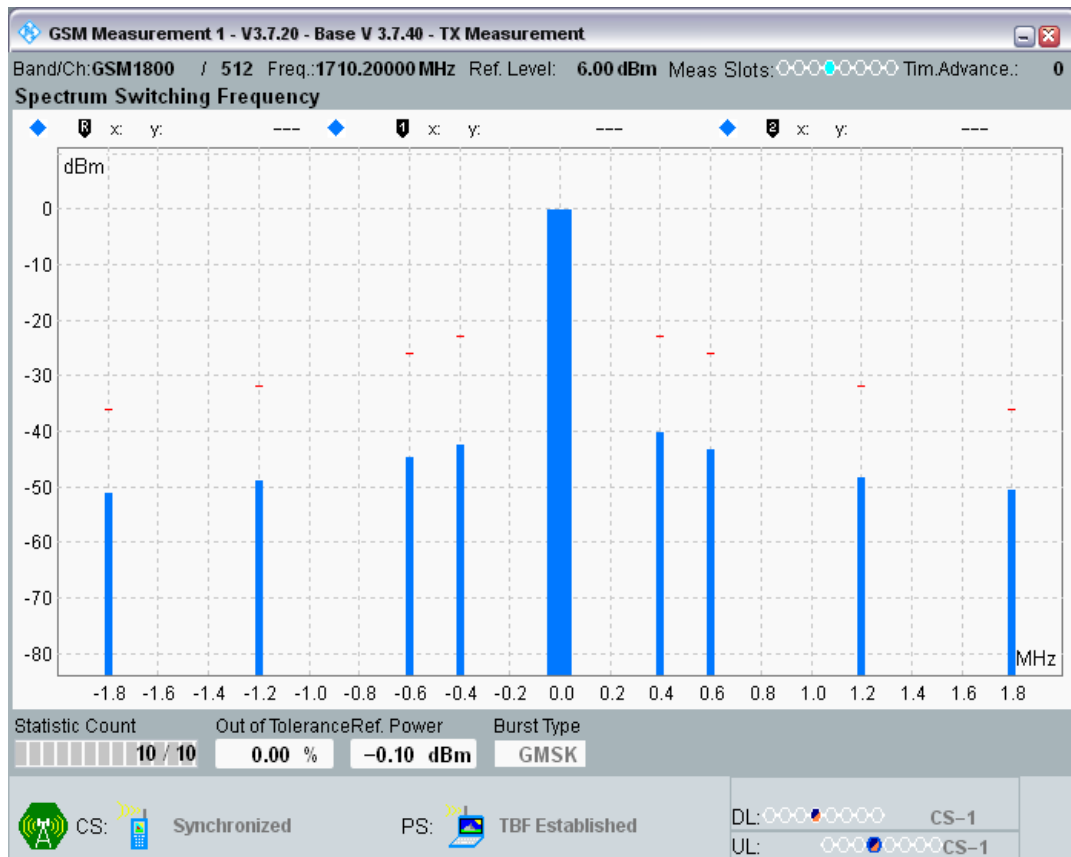 GSM Measurement 1 - V3.7.20 - Base V 3.7.40 - TX Measurement
Band/Ch:GSM1800 / 512 Freq.:1710.20000 MHz Ref. Level: 6.00 dBm Meas Slots: Tim.Advance.: 0
Spectrum Switching Frequency
R x: y: --- 1 x: y: --- 2 x: y: ---
dBm
0
-10
-20
-30
-40
-50
-60
-70
-80
MHz
-1.8 -1.6 -1.4 -1.2 -1.0 -0.8 -0.6 -0.4 -0.2 0.0 0.2 0.4 0.6 0.8 1.0 1.2 1.4 1.6 1.8
Statistic Count Out of Tolerance Ref. Power Burst Type
10 / 10 0.00 % −0.10 dBm GMSK
CS: Synchronized PS: TBF Established DL: CS−1
UL: CS−1